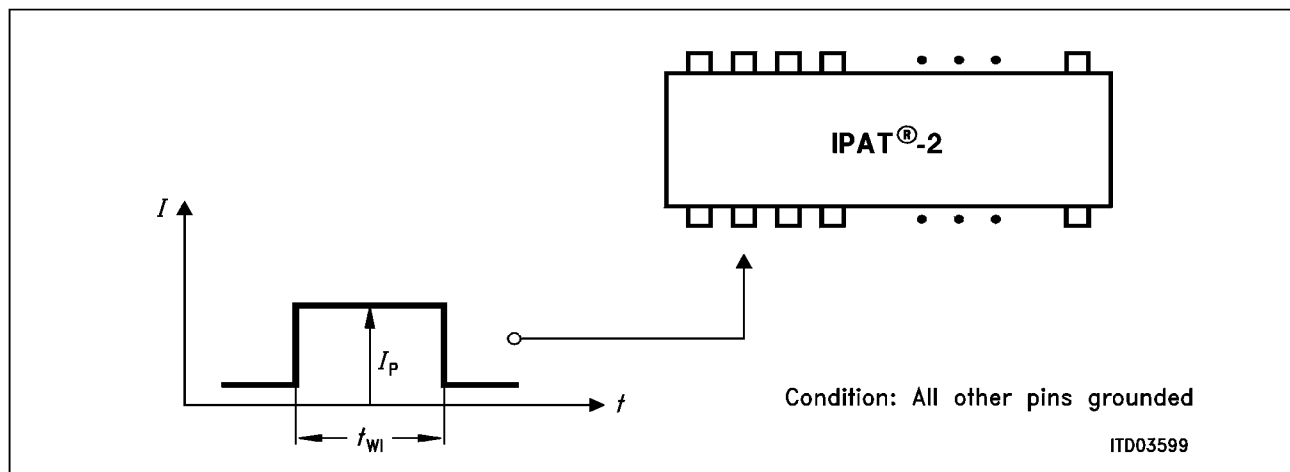 IPAT®-2
I
I_P
t
t_WI
Condition: All other pins grounded
ITD03599